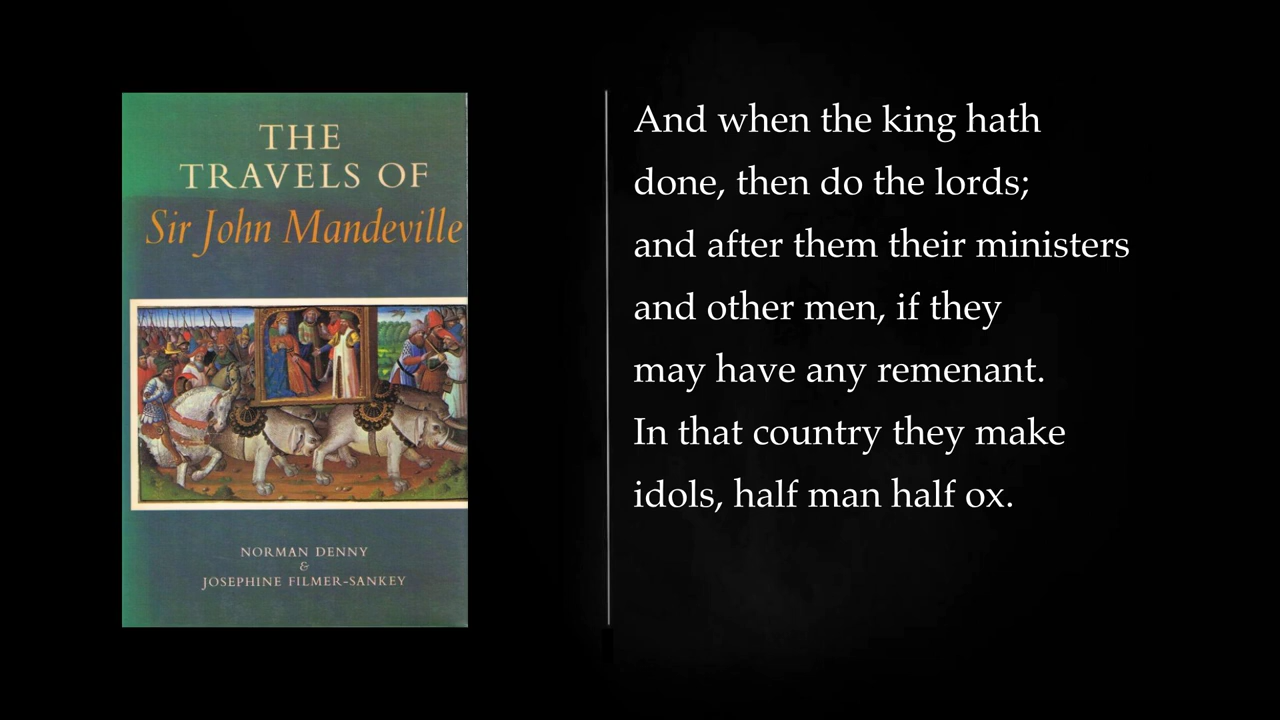 THE
TRAVELS OF
Sir John Mandeville
NORMAN DENNY
&
JOSEPHINE FILMER-SANKEY
And when the king hath
done, then do the lords;
and after them their ministers
and other men, if they
may have any remenant.
In that country they make
idols, half man half ox.